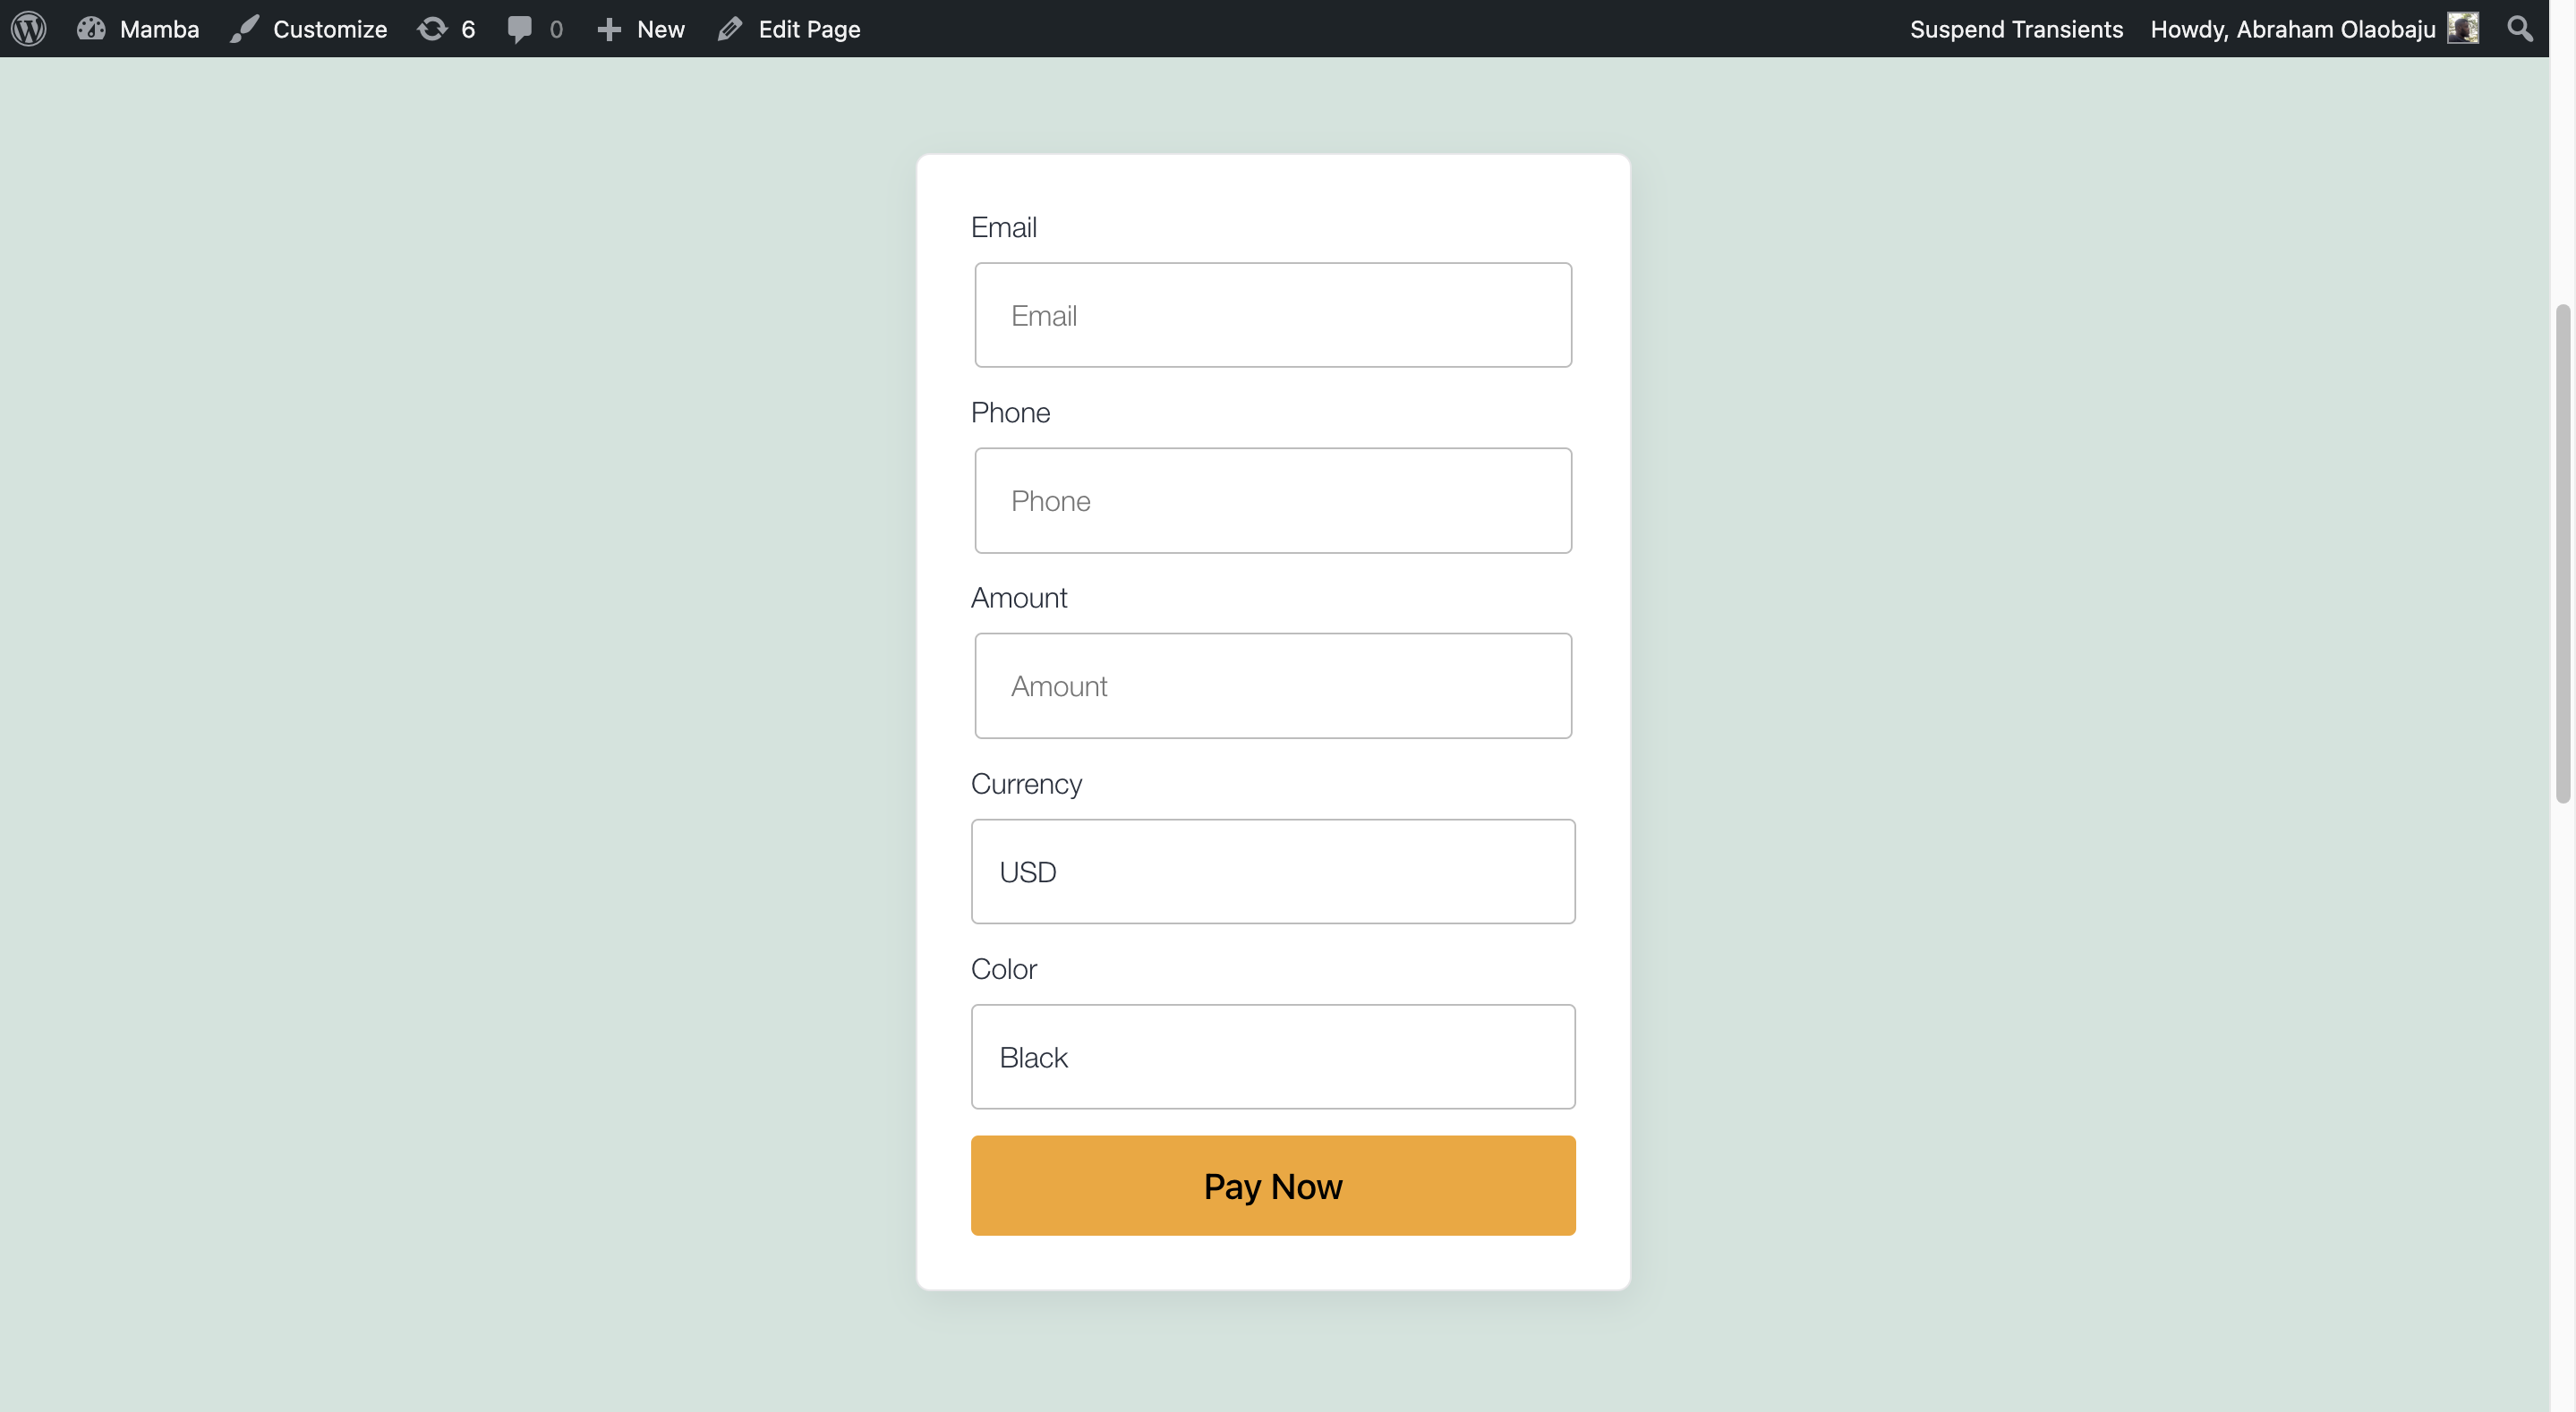 Mamba Customize 6 0 New Edit Page Suspend Transients Howdy, Abraham Olaobaju
Email
Email
Phone
Phone
Amount
Amount
Currency
USD
Color
Black
Pay Now